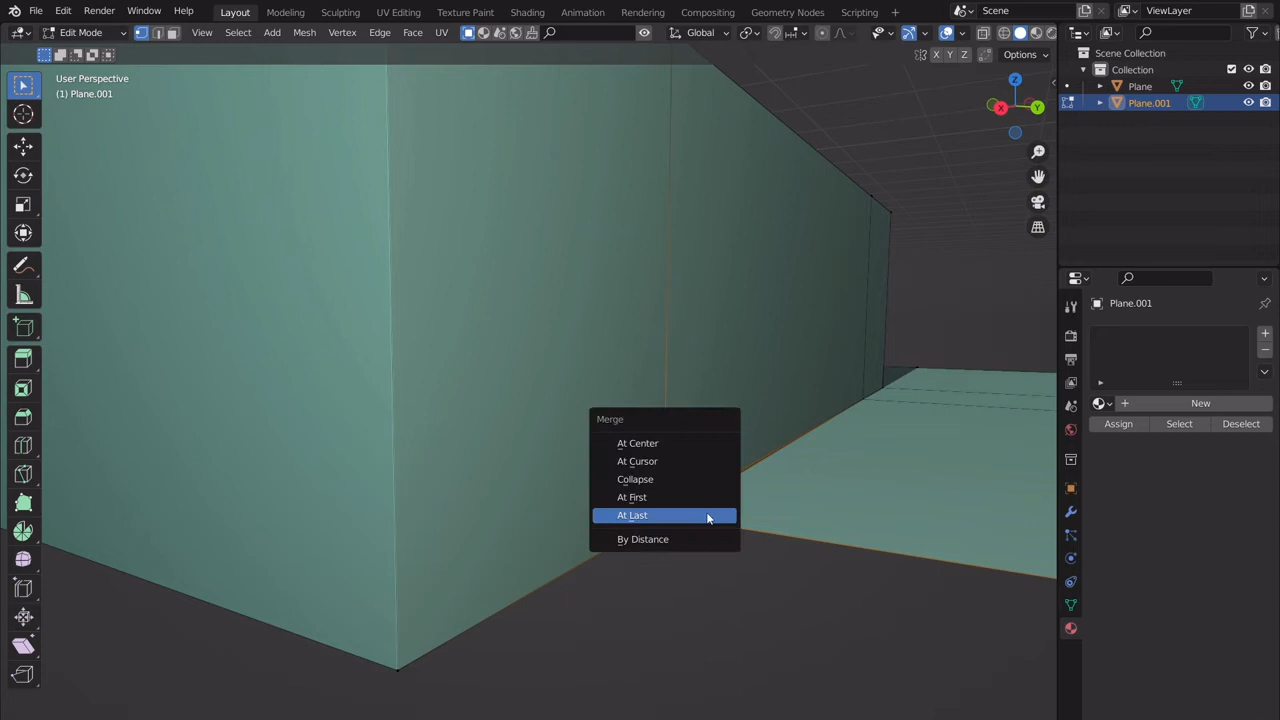 File Edit Render Window Help Layout Modeling Sculpting UV Editing Texture Paint Shading Animation Rendering Compositing Geometry Nodes Scripting + Scene ViewLayer
Edit Mode View Select Add Mesh Vertex Edge Face UV Global
X Y Z Options
Scene Collection
Collection
Plane
Plane.001
User Perspective
(1) Plane.001
X Y Z
Plane.001
New
Assign Select Deselect
Merge
At Center
At Cursor
Collapse
At First
At Last
By Distance